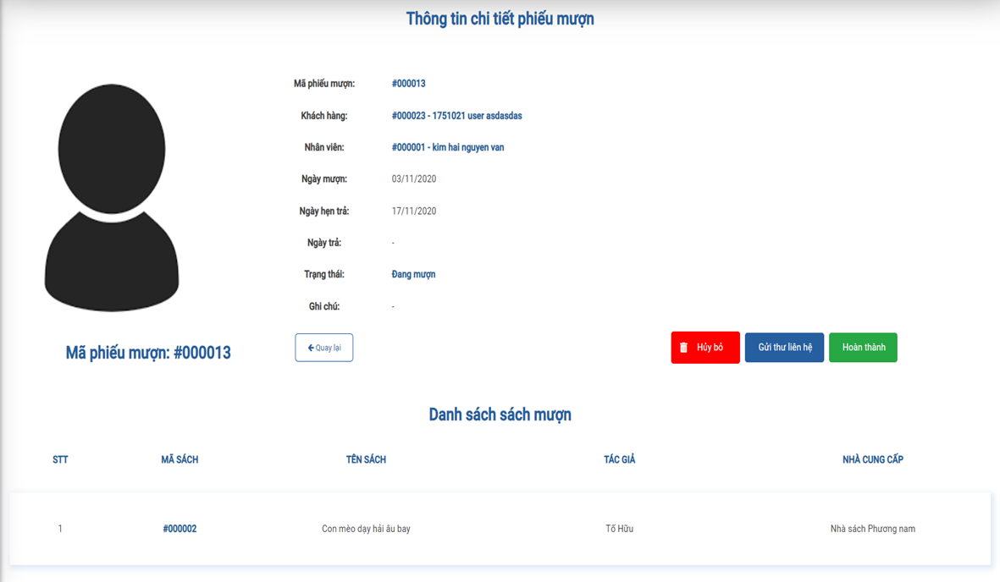 Thông tin chi tiết phiếu mượn
Mã phiếu mượn: #000013
Khách hàng: #000023 - 1751021 user asdasdas
Nhân viên: #000001 - kim hai nguyen van
Ngày mượn: 03/11/2020
Ngày hẹn trả: 17/11/2020
Ngày trả: -
Trạng thái: Đang mượn
Ghi chú: -
Mã phiếu mượn: #000013
Quay lại
Hủy bỏ
Gửi thư liên hệ
Hoàn thành
Danh sách sách mượn
STT MÃ SÁCH TÊN SÁCH TÁC GIẢ NHÀ CUNG CẤP
1 #000002 Con mèo dạy hải âu bay Tố Hữu Nhà sách Phương nam